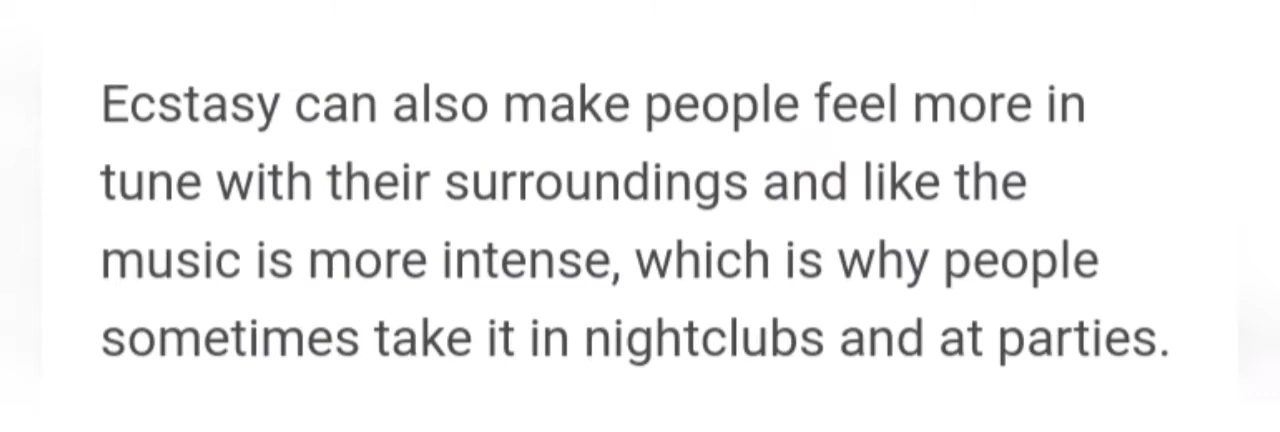 Ecstasy can also make people feel more in
tune with their surroundings and like the
music is more intense, which is why people
sometimes take it in nightclubs and at parties.